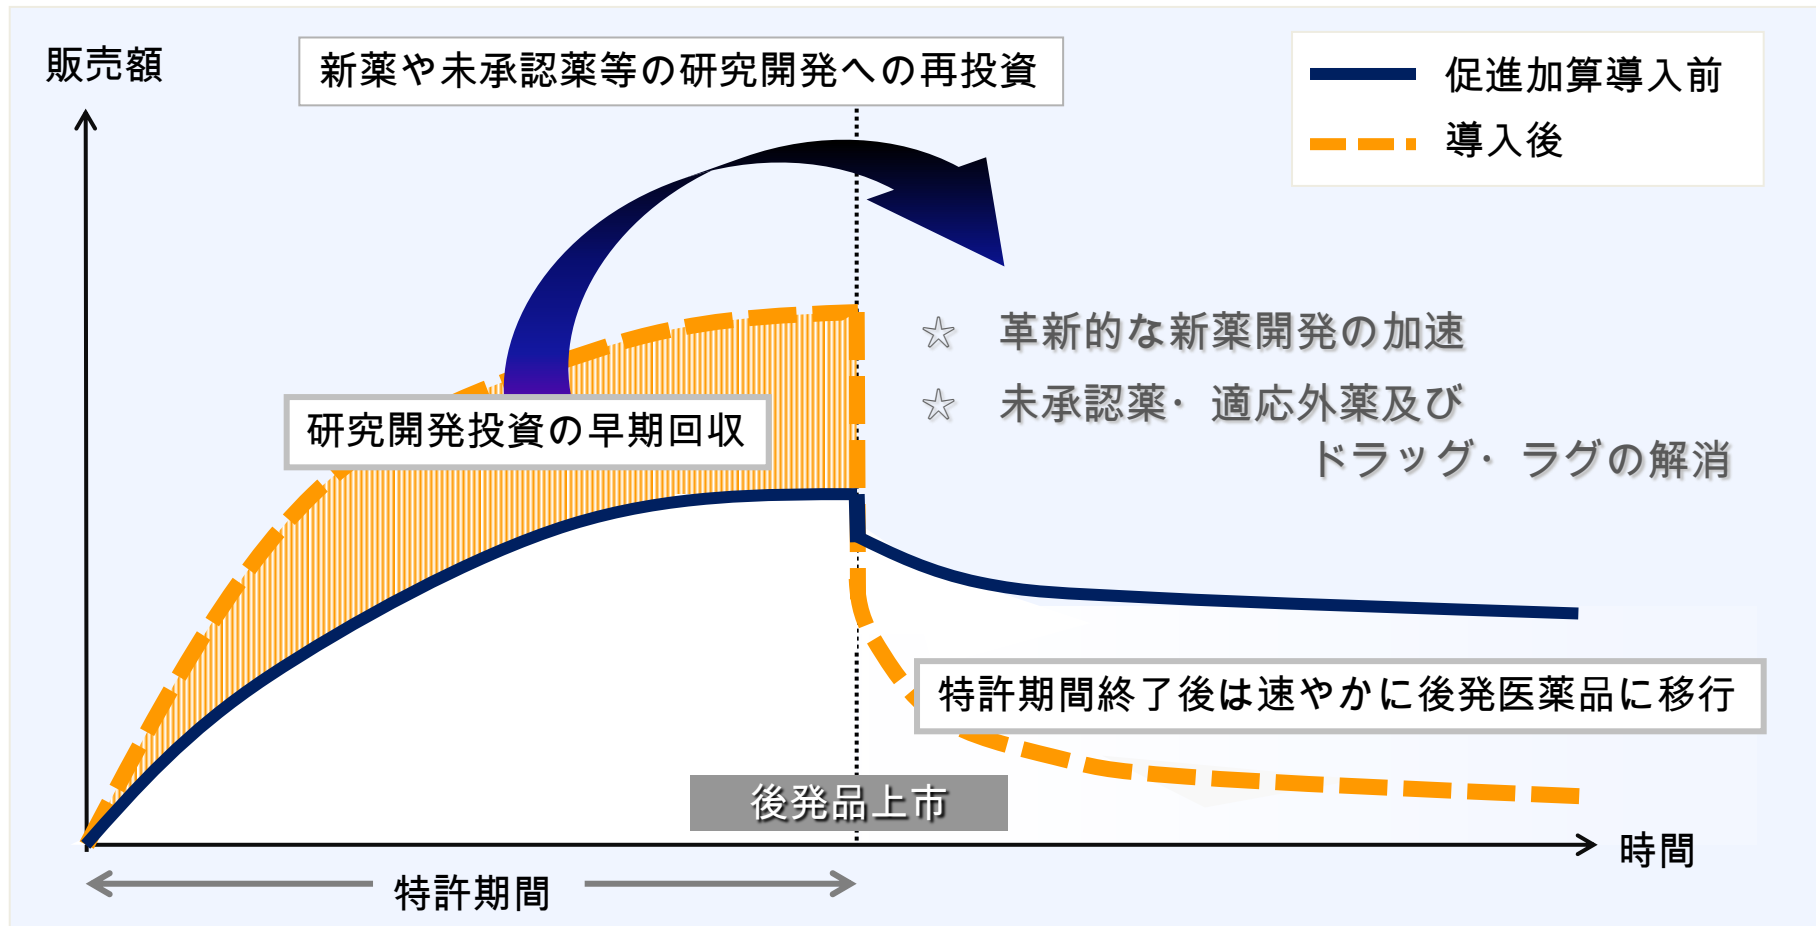 販売額
新薬や未承認薬等の研究開発への再投資
促進加算導入前
導入後
☆ 革新的な新薬開発の加速
☆ 未承認薬・適応外薬及び
ドラッグ・ラグの解消
研究開発投資の早期回収
特許期間終了後は速やかに後発医薬品に移行
後発品上市
時間
特許期間